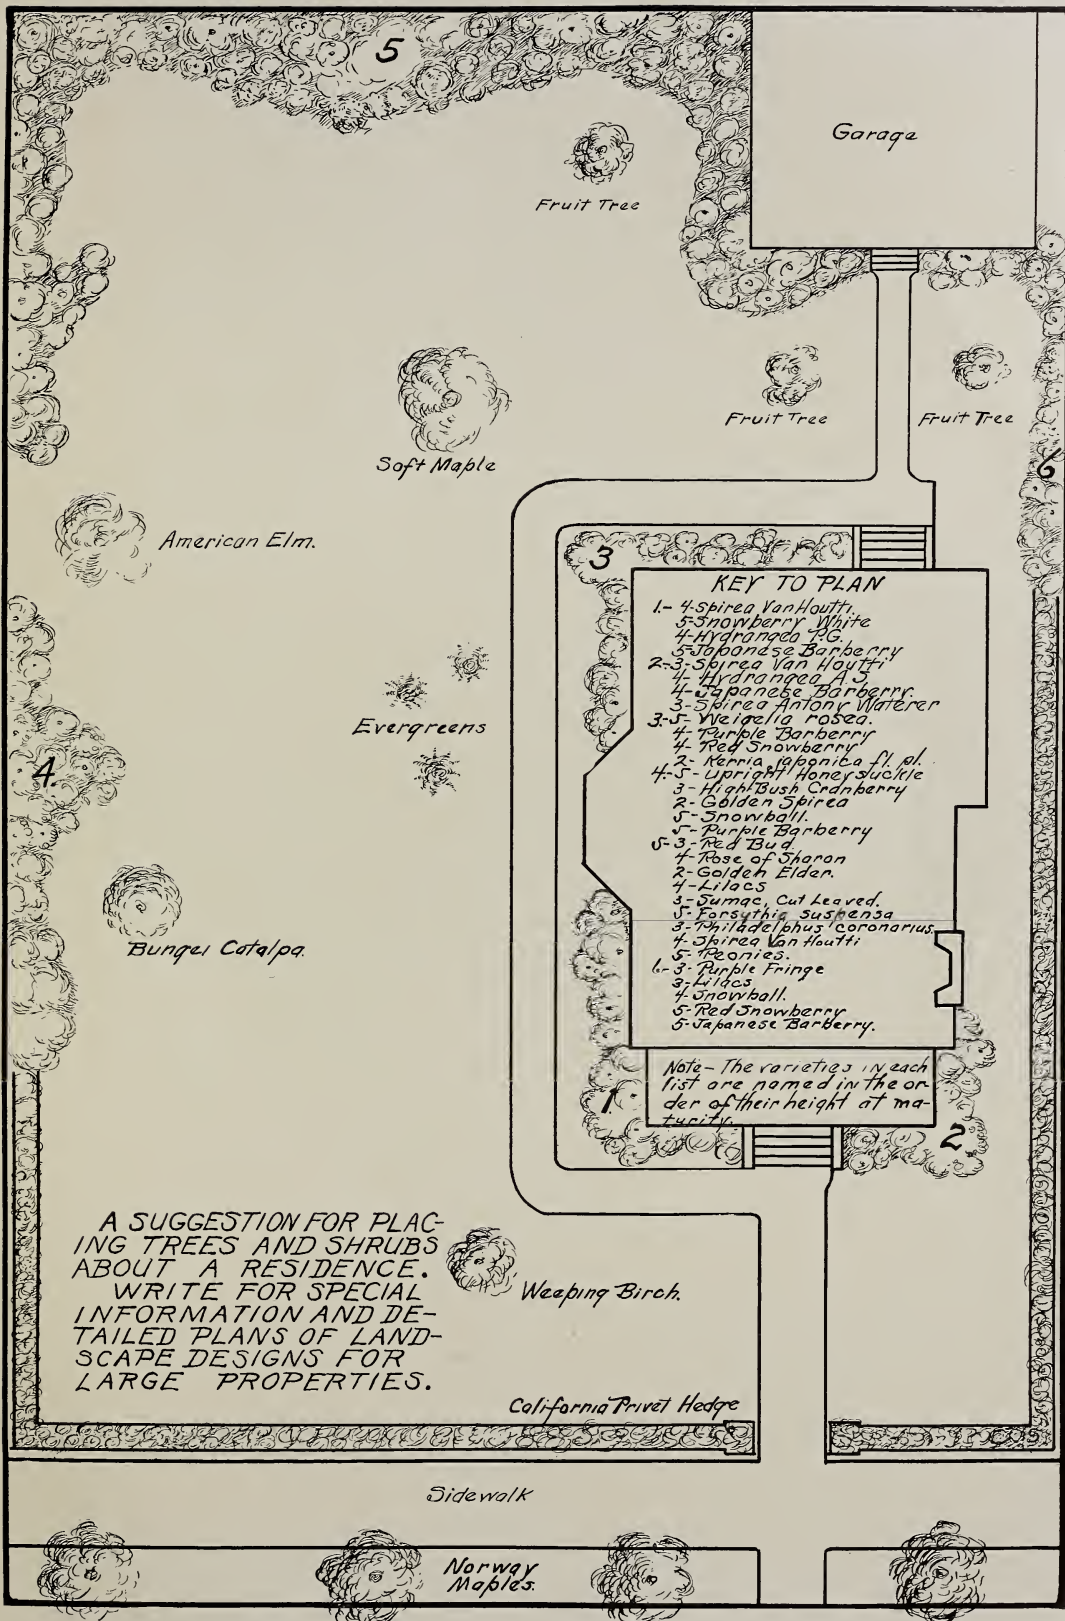 5
Garage
Fruit Tree
Fruit Tree
Fruit Tree
Soft Maple
6
American Elm.
3
KEY TO PLAN
1.- 4-Spirea Van Houtti.
5-Snowberry White
4-Hydrangea P.G.
5-Japanese Barberry
2.-3-Spirea Van Houtti
4-Hydrangea A.S.
4-Japanese Barberry.
3-Spirea Antony Waterer
3.-5-Weigelia rosea.
4-Purple Barberry
4-Red Snowberry
2-Kerria japonica fl. pl.
4.-5-Upright Honeysuckle
3-High Bush Cranberry
2-Golden Spirea
5-Snowball.
5-Purple Barberry
5-3-Red Bud.
4-Rose of Sharon
2-Golden Elder.
4-Lilacs
3-Sumac, Cut Leaved.
5-Forsythia suspensa
3-Philadelphus coronarius.
4-Spirea Van Houtti
5-Peonies.
6.-3-Purple Fringe
3-Lilacs
4-Snowball.
5-Red Snowberry
5-Japanese Barberry.
Note- The varieties in each
list are named in the or-
der of their height at ma-
turity.
Evergreens
4.
Bungei Catalpa.
1
2
A SUGGESTION FOR PLAC-
ING TREES AND SHRUBS
ABOUT A RESIDENCE.
WRITE FOR SPECIAL
INFORMATION AND DE-
TAILED PLANS OF LAND-
SCAPE DESIGNS FOR
LARGE PROPERTIES.
Weeping Birch.
California Privet Hedge
Sidewalk
Norway
Maples.